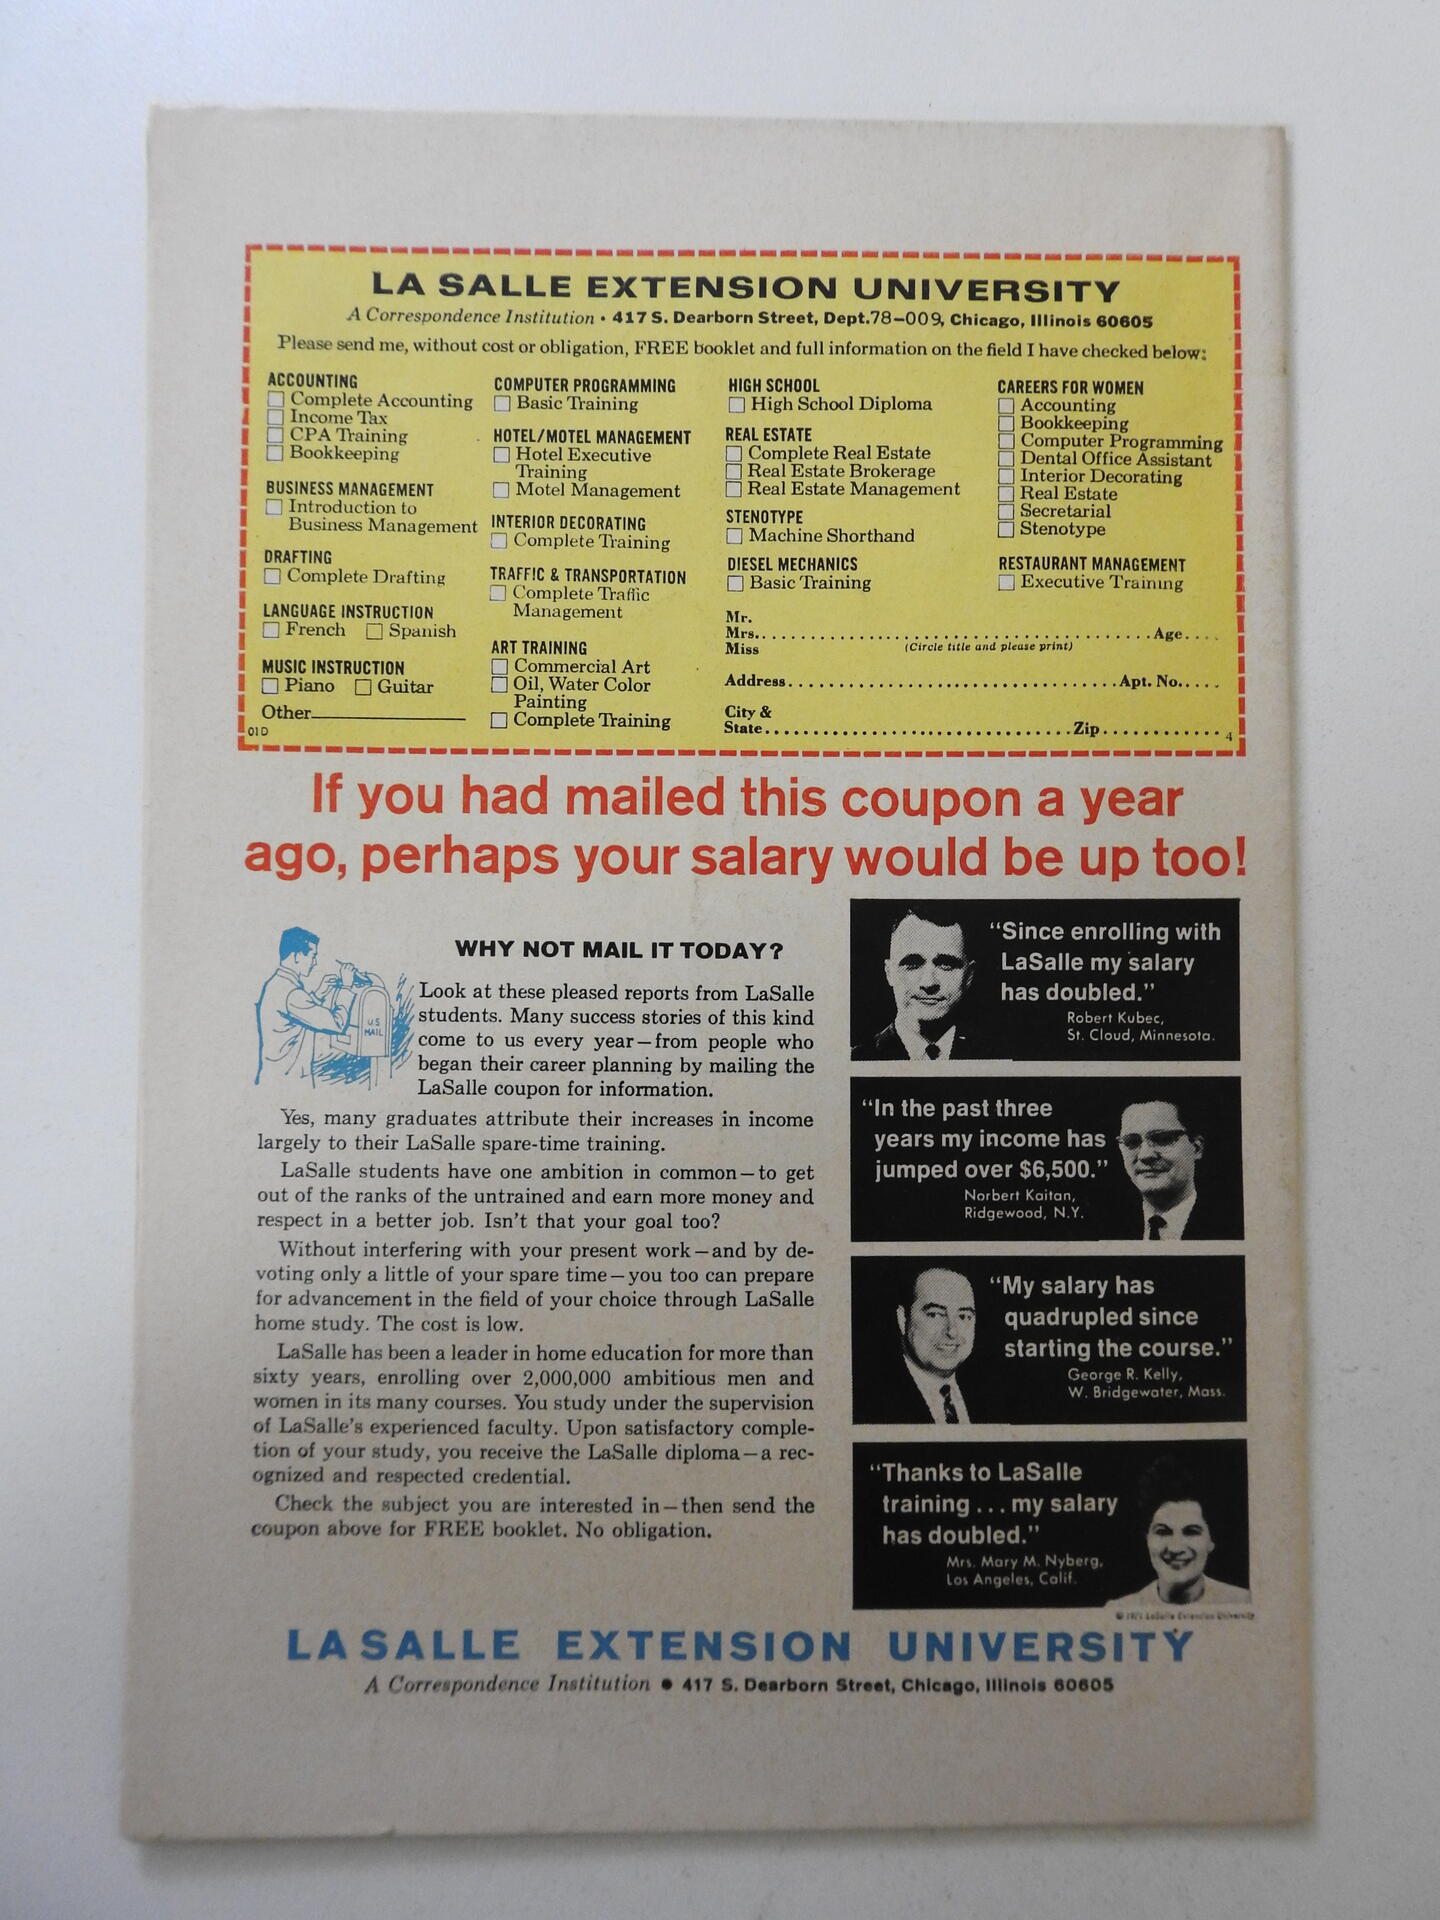 LA SALLE EXTENSION UNIVERSITY
A Correspondence Institution • 417 S. Dearborn Street, Dept.78-009, Chicago, Illinois 60605
Please send me, without cost or obligation, FREE booklet and full information on the field I have checked below:
ACCOUNTING
Complete Accounting
Income Tax
CPA Training
Bookkeeping
BUSINESS MANAGEMENT
Introduction to
Business Management
DRAFTING
Complete Drafting
LANGUAGE INSTRUCTION
French Spanish
MUSIC INSTRUCTION
Piano Guitar
Other
01D
COMPUTER PROGRAMMING
Basic Training
HOTEL/MOTEL MANAGEMENT
Hotel Executive
Training
Motel Management
INTERIOR DECORATING
Complete Training
TRAFFIC & TRANSPORTATION
Complete Traffic
Management
ART TRAINING
Commercial Art
Oil, Water Color
Painting
Complete Training
HIGH SCHOOL
High School Diploma
REAL ESTATE
Complete Real Estate
Real Estate Brokerage
Real Estate Management
STENOTYPE
Machine Shorthand
DIESEL MECHANICS
Basic Training
CAREERS FOR WOMEN
Accounting
Bookkeeping
Computer Programming
Dental Office Assistant
Interior Decorating
Real Estate
Secretarial
Stenotype
RESTAURANT MANAGEMENT
Executive Training
Mr.
Mrs. Age
Miss (Circle title and please print)
Address Apt. No.
City &
State Zip
4
If you had mailed this coupon a year
ago, perhaps your salary would be up too!
U.S.
MAIL
WHY NOT MAIL IT TODAY?
Look at these pleased reports from LaSalle
students. Many success stories of this kind
come to us every year—from people who
began their career planning by mailing the
LaSalle coupon for information.
Yes, many graduates attribute their increases in income
largely to their LaSalle spare-time training.
LaSalle students have one ambition in common—to get
out of the ranks of the untrained and earn more money and
respect in a better job. Isn't that your goal too?
Without interfering with your present work—and by de-
voting only a little of your spare time—you too can prepare
for advancement in the field of your choice through LaSalle
home study. The cost is low.
LaSalle has been a leader in home education for more than
sixty years, enrolling over 2,000,000 ambitious men and
women in its many courses. You study under the supervision
of LaSalle's experienced faculty. Upon satisfactory comple-
tion of your study, you receive the LaSalle diploma—a rec-
ognized and respected credential.
Check the subject you are interested in—then send the
coupon above for FREE booklet. No obligation.
"Since enrolling with
LaSalle my salary
has doubled."
Robert Kubec,
St. Cloud, Minnesota.
"In the past three
years my income has
jumped over $6,500."
Norbert Kaitan,
Ridgewood, N.Y.
"My salary has
quadrupled since
starting the course."
George R. Kelly,
W. Bridgewater, Mass.
"Thanks to LaSalle
training . . . my salary
has doubled."
Mrs. Mary M. Nyberg,
Los Angeles, Calif.
© 1971 LaSalle Extension University
LA SALLE EXTENSION UNIVERSITY
A Correspondence Institution • 417 S. Dearborn Street, Chicago, Illinois 60605